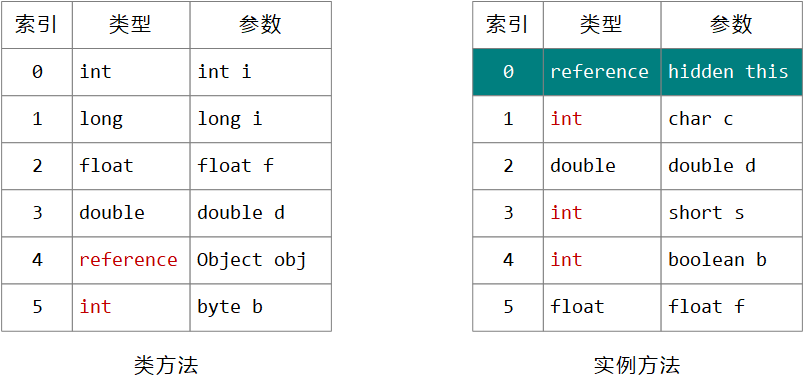 索引 类型 参数
0 int int i
1 long long i
2 float float f
3 double double d
4 reference Object obj
5 int byte b
类方法
索引 类型 参数
0 reference hidden this
1 int char c
2 double double d
3 int short s
4 int boolean b
5 float float f
实例方法